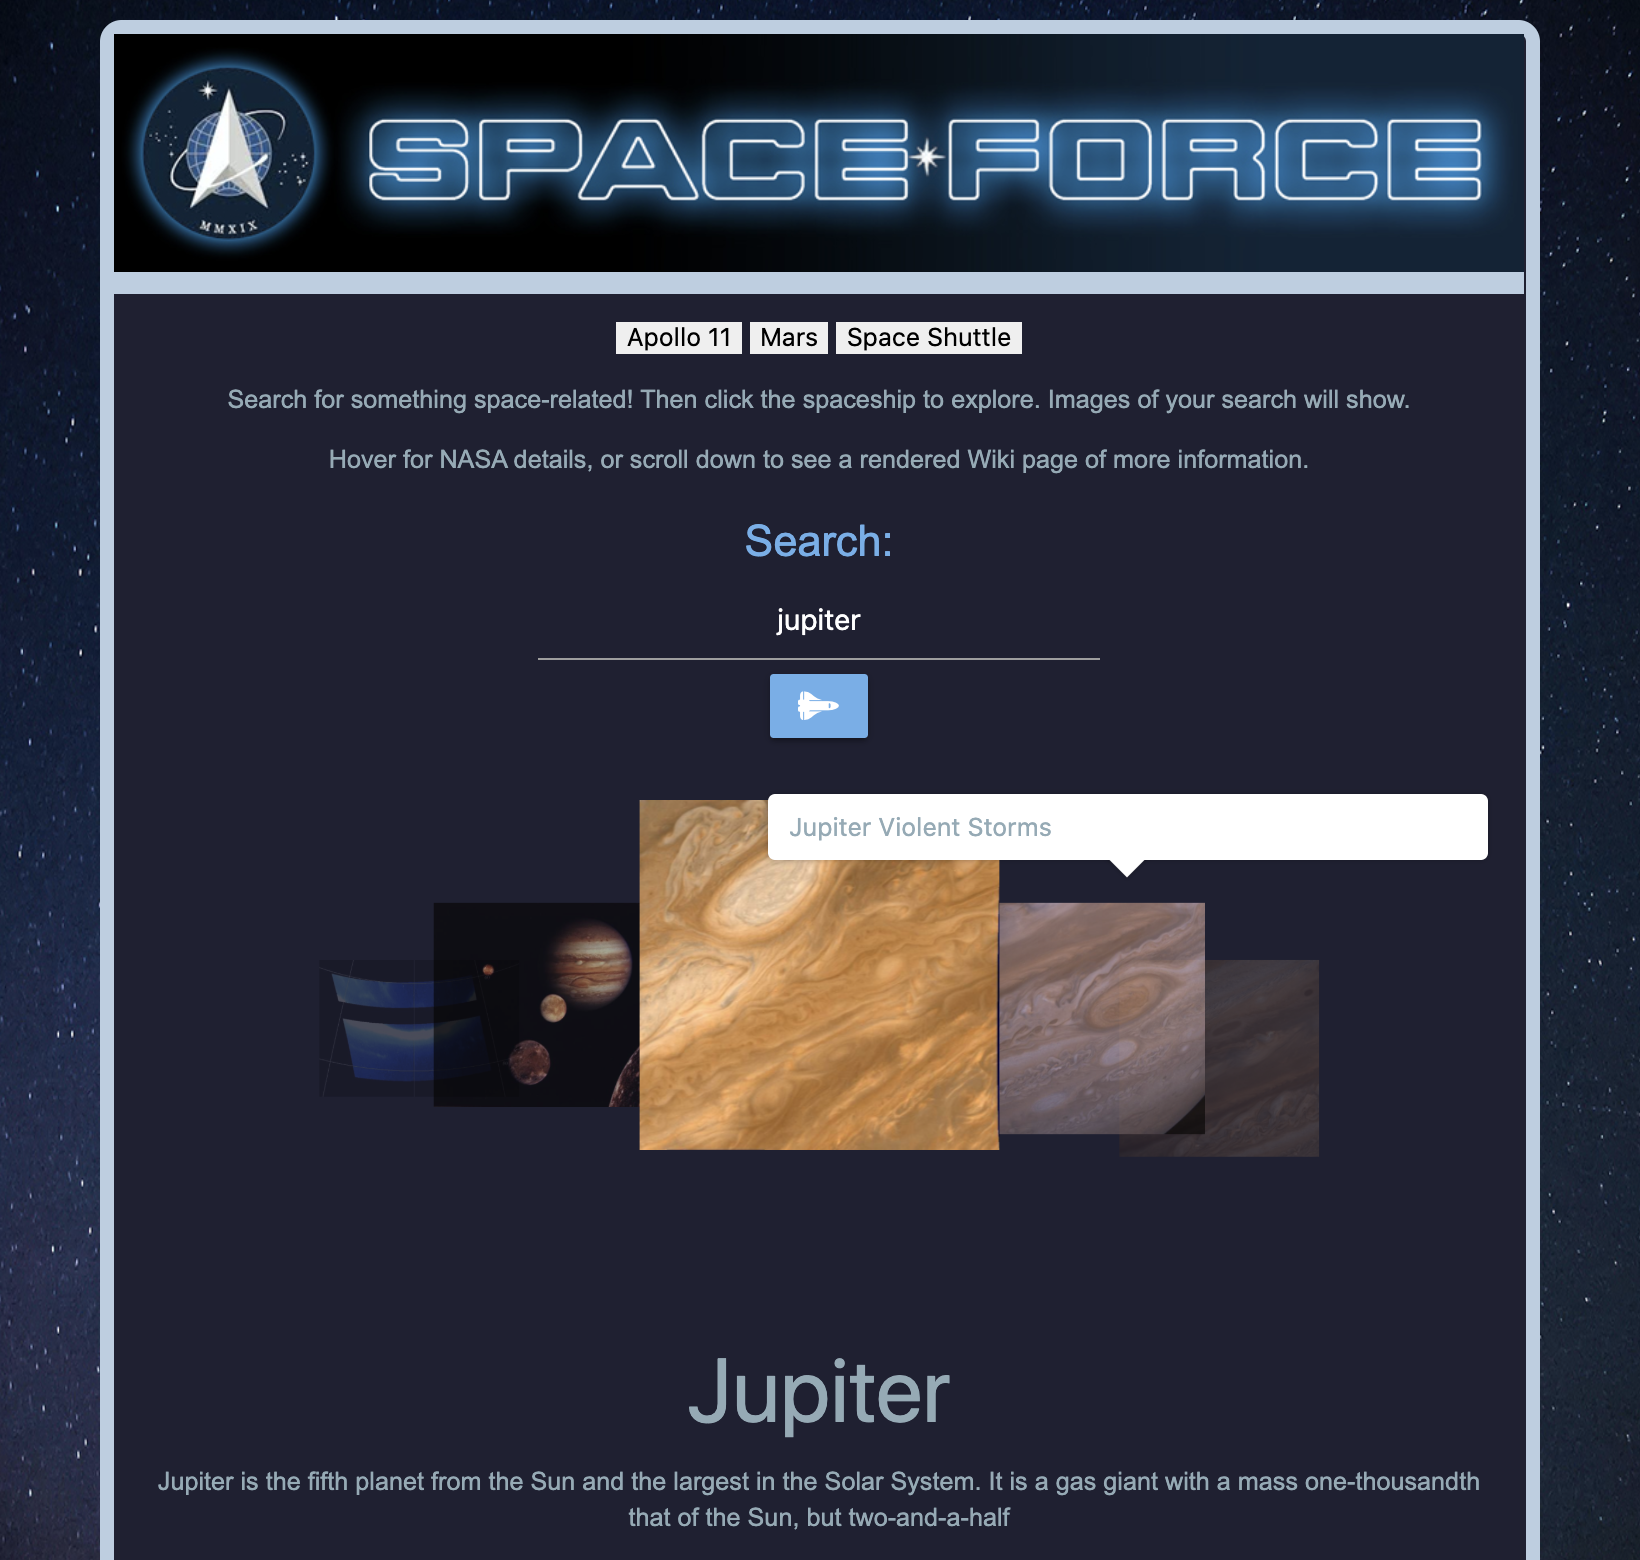 MMXIX
SPACE FORCE
Apollo 11 Mars Space Shuttle
Search for something space-related! Then click the spaceship to explore. Images of your search will show.
Hover for NASA details, or scroll down to see a rendered Wiki page of more information.
Search:
jupiter
Jupiter Violent Storms
Jupiter
Jupiter is the fifth planet from the Sun and the largest in the Solar System. It is a gas giant with a mass one-thousandth
that of the Sun, but two-and-a-half